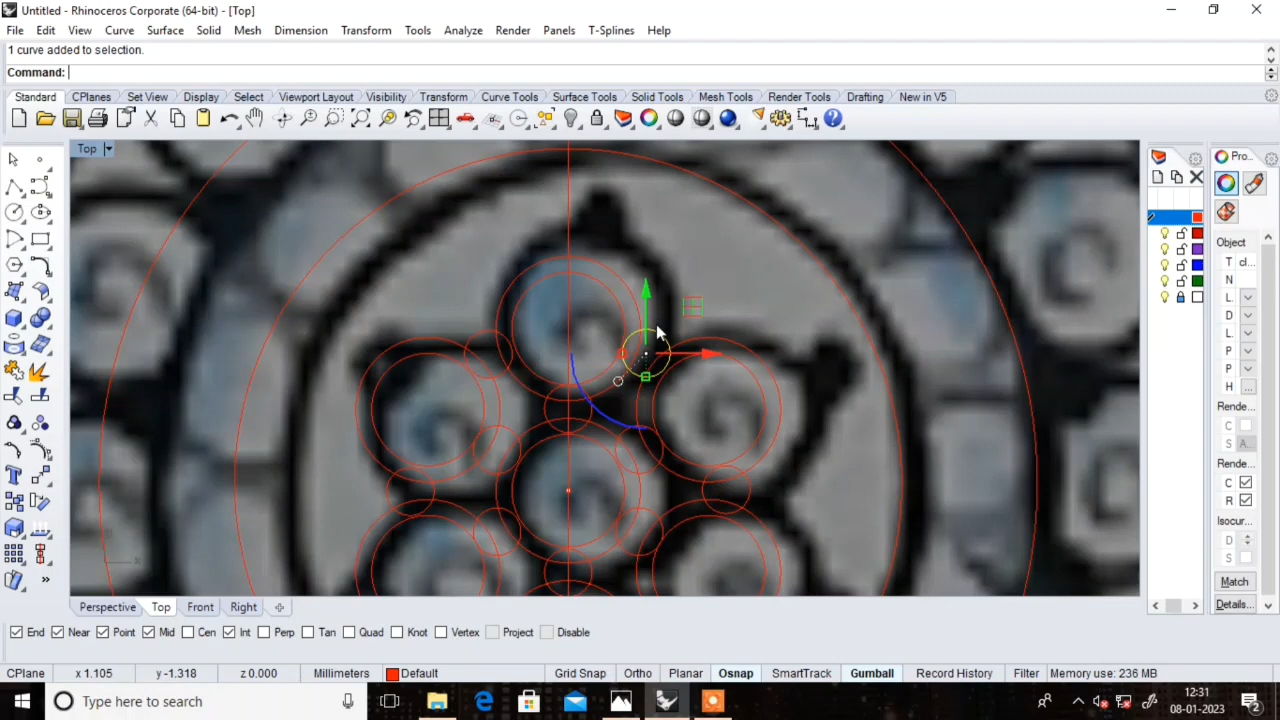 Untitled - Rhinoceros Corporate (64-bit) - [Top]
File Edit View Curve Surface Solid Mesh Dimension Transform Tools Analyze Render Panels T-Splines Help
1 curve added to selection.
Command:
Standard CPlanes Set View Display Select Viewport Layout Visibility Transform Curve Tools Surface Tools Solid Tools Mesh Tools Render Tools Drafting New in V5
Top
Pro...
Object
T cl...
N
L...
D
L...
P
P
H ...
Rende...
C
S A...
Rende...
C
R
Isocur...
D
S
Match
Details...
Perspective Top Front Right
End Near Point Mid Cen Int Perp Tan Quad Knot Vertex Project Disable
CPlane x 1.105 y -1.318 z 0.000 Millimeters Default Grid Snap Ortho Planar Osnap SmartTrack Gumball Record History Filter Memory use: 236 MB
Type here to search
12:31
08-01-2023
2